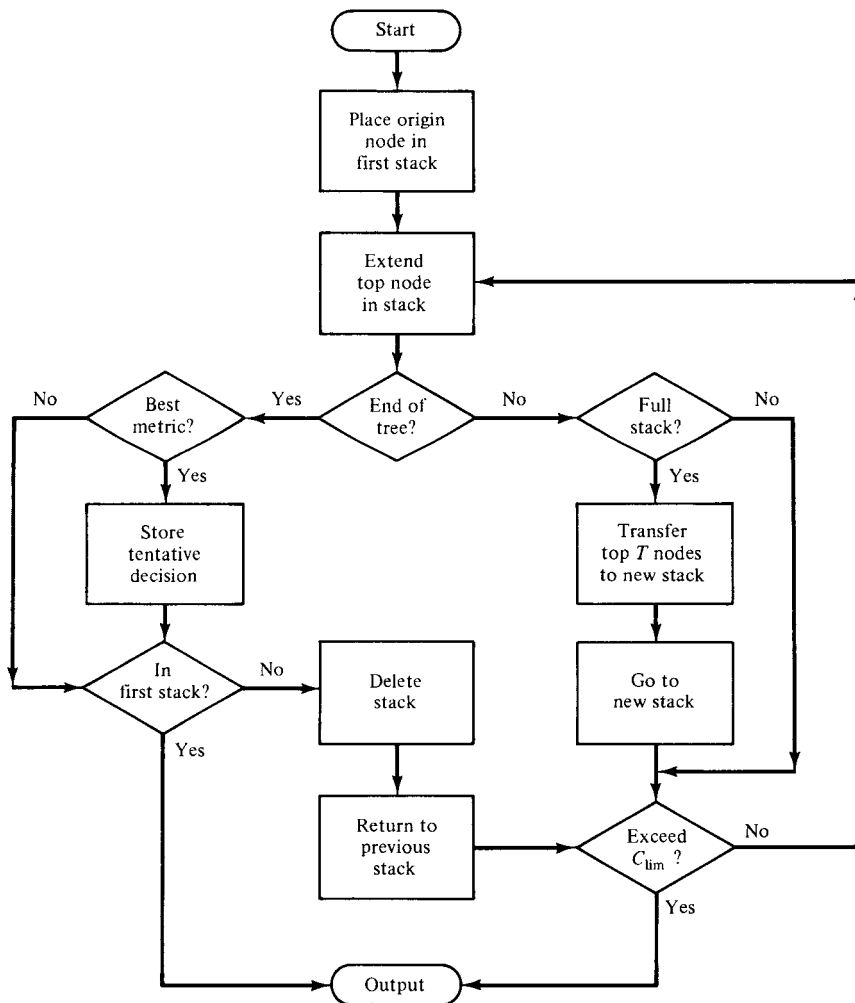 Start
Place origin
node in
first stack
Extend
top node
in stack
No
Best
metric?
Yes
End of
tree?
No
Full
stack?
No
Yes
Yes
Store
tentative
decision
Transfer
top T nodes
to new stack
In
first stack?
No
Delete
stack
Go to
new stack
Yes
Return to
previous
stack
Exceed
C_lim ?
No
Yes
Output